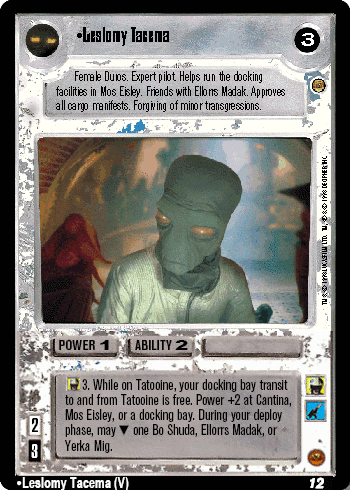 •Leslomy Tacema
3
Female Duros. Expert pilot. Helps run the docking
facilities in Mos Eisley. Friends with Ellorrs Madak. Approves
all cargo manifests. Forgiving of minor transgressions.
POWER 1
ABILITY 2
3. While on Tatooine, your docking bay transit
to and from Tatooine is free. Power +2 at Cantina,
Mos Eisley, or a docking bay. During your deploy
phase, may ▼ one Bo Shuda, Ellorrs Madak, or
Yerka Mig.
2
3
•Leslomy Tacema (V)
12